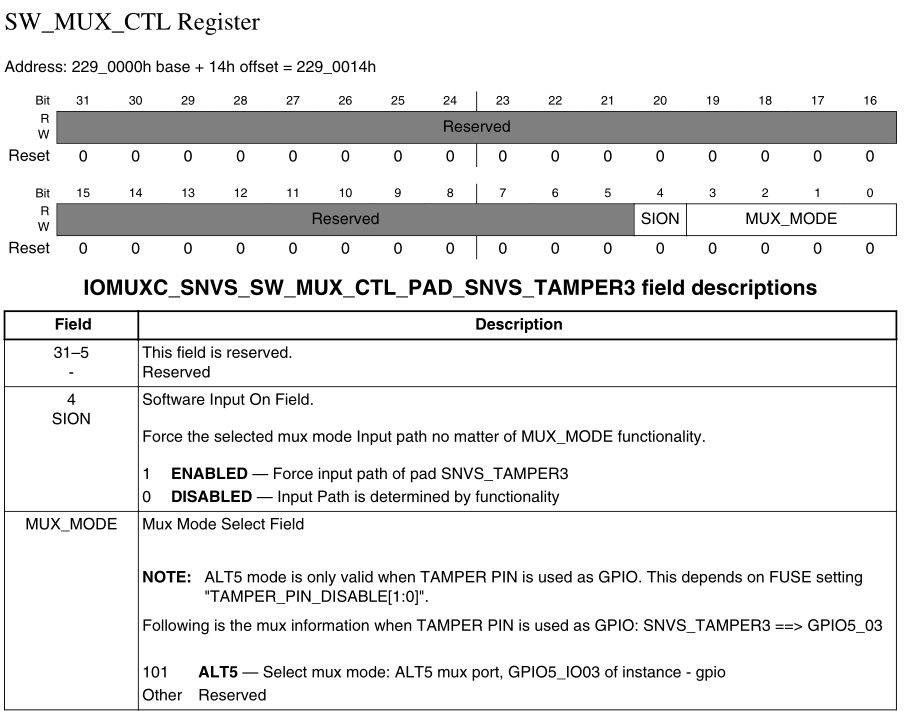 SW_MUX_CTL Register
Address: 229_0000h base + 14h offset = 229_0014h
Bit 31 30 29 28 27 26 25 24 23 22 21 20 19 18 17 16
R
Reserved
W
Reset 0 0 0 0 0 0 0 0 0 0 0 0 0 0 0 0
Bit 15 14 13 12 11 10 9 8 7 6 5 4 3 2 1 0
R
Reserved SION MUX_MODE
W
Reset 0 0 0 0 0 0 0 0 0 0 0 0 0 0 0 0
IOMUXC_SNVS_SW_MUX_CTL_PAD_SNVS_TAMPER3 field descriptions
Field Description
31–5 This field is reserved.
- Reserved
4 Software Input On Field.
SION
Force the selected mux mode Input path no matter of MUX_MODE functionality.
1 ENABLED — Force input path of pad SNVS_TAMPER3
0 DISABLED — Input Path is determined by functionality
MUX_MODE Mux Mode Select Field
NOTE: ALT5 mode is only valid when TAMPER PIN is used as GPIO. This depends on FUSE setting
"TAMPER_PIN_DISABLE[1:0]".
Following is the mux information when TAMPER PIN is used as GPIO: SNVS_TAMPER3 ==> GPIO5_03
101 ALT5 — Select mux mode: ALT5 mux port, GPIO5_IO03 of instance - gpio
Other Reserved